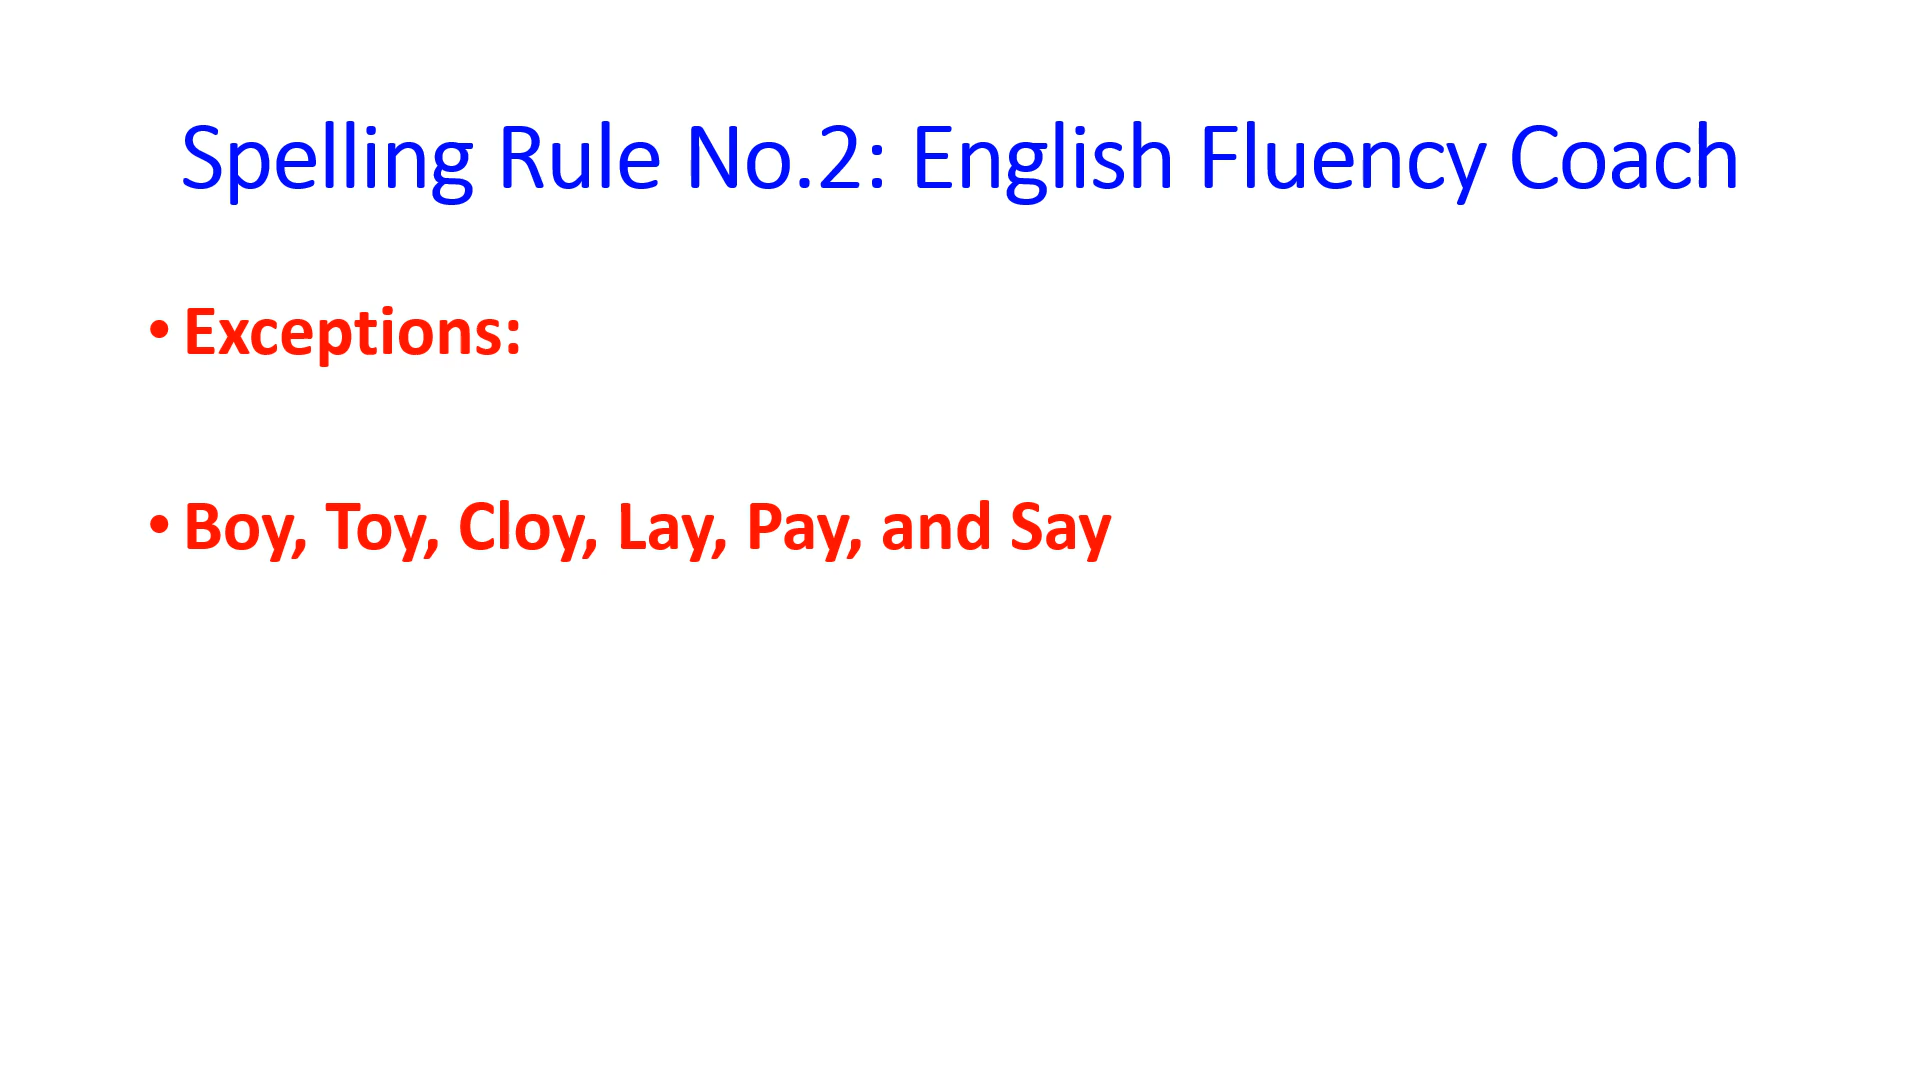 Spelling Rule No.2: English Fluency Coach
• Exceptions:
• Boy, Toy, Cloy, Lay, Pay, and Say